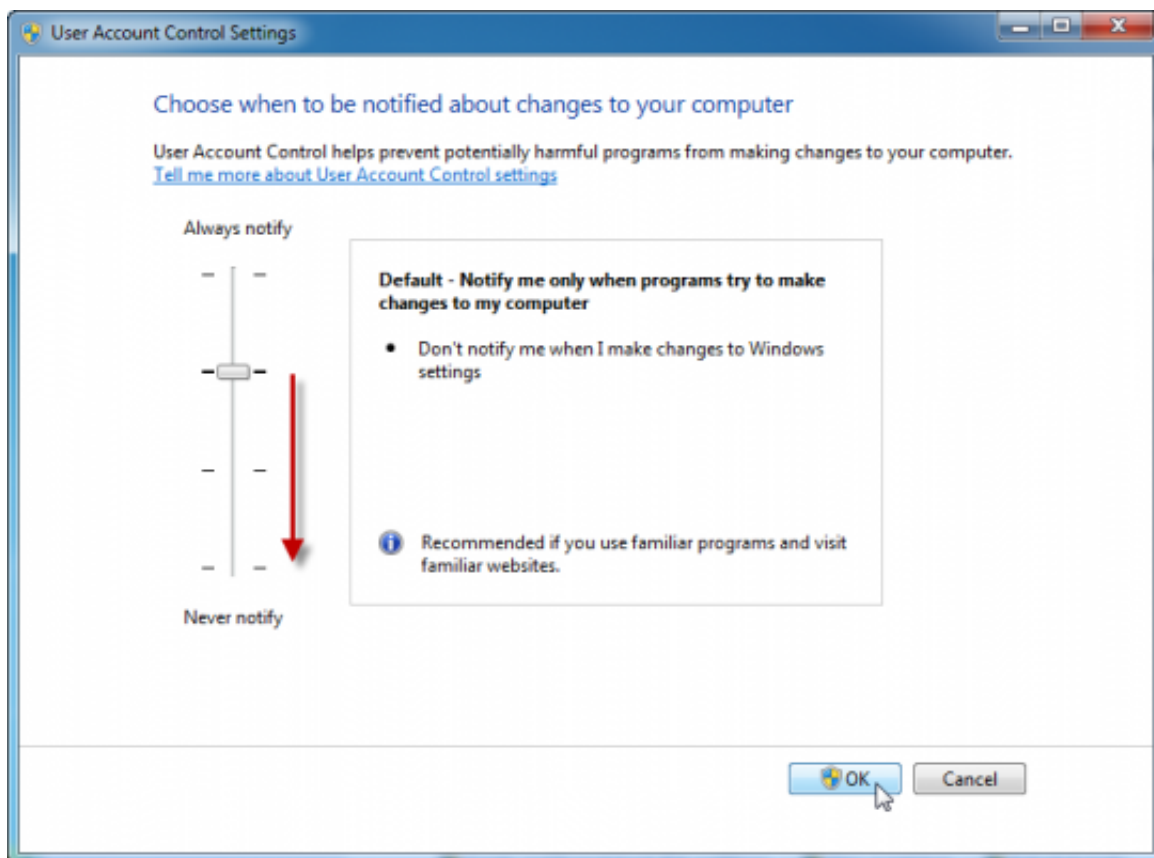 User Account Control Settings
Choose when to be notified about changes to your computer
User Account Control helps prevent potentially harmful programs from making changes to your computer.
Tell me more about User Account Control settings
Always notify
Default - Notify me only when programs try to make
changes to my computer
• Don't notify me when I make changes to Windows
settings
Recommended if you use familiar programs and visit
familiar websites.
Never notify
OK
Cancel